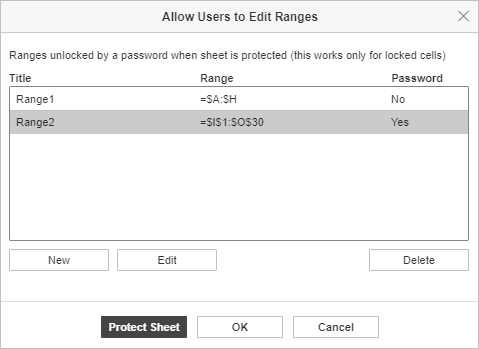 Allow Users to Edit Ranges
Ranges unlocked by a password when sheet is protected (this works only for locked cells)
Title Range Password
Range1 =$A:$H No
Range2 =$I$1:$O$30 Yes
New Edit Delete
Protect Sheet OK Cancel